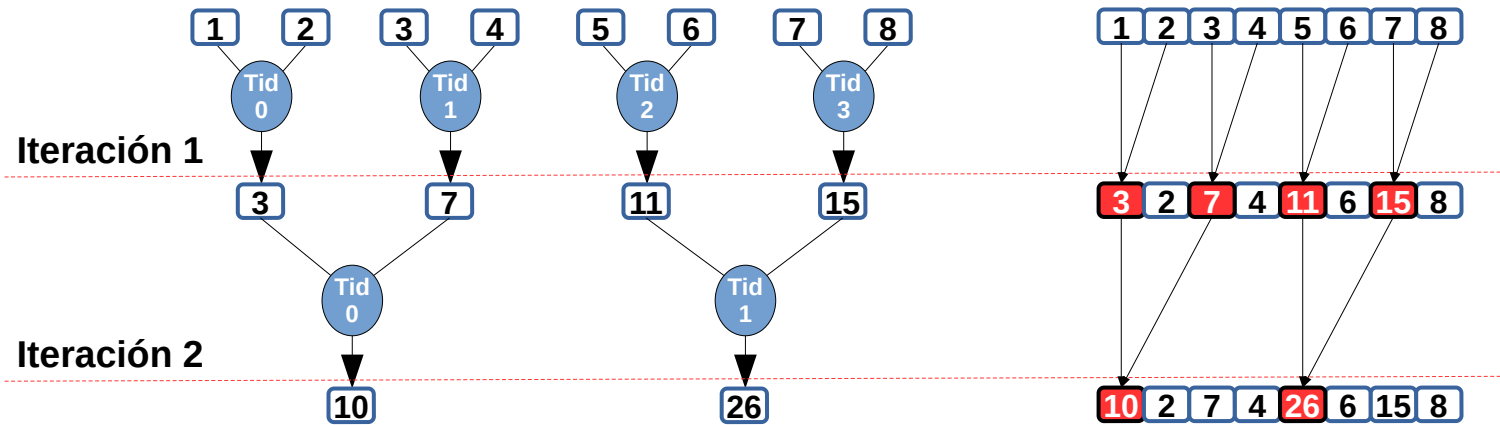 1 2 3 4 5 6 7 8 1 2 3 4 5 6 7 8
Tid Tid Tid Tid
0 1 2 3
Iteración 1
3 7 11 15 3 2 7 4 11 6 15 8
Tid Tid
0 1
Iteración 2
10 26 10 2 7 4 26 6 15 8